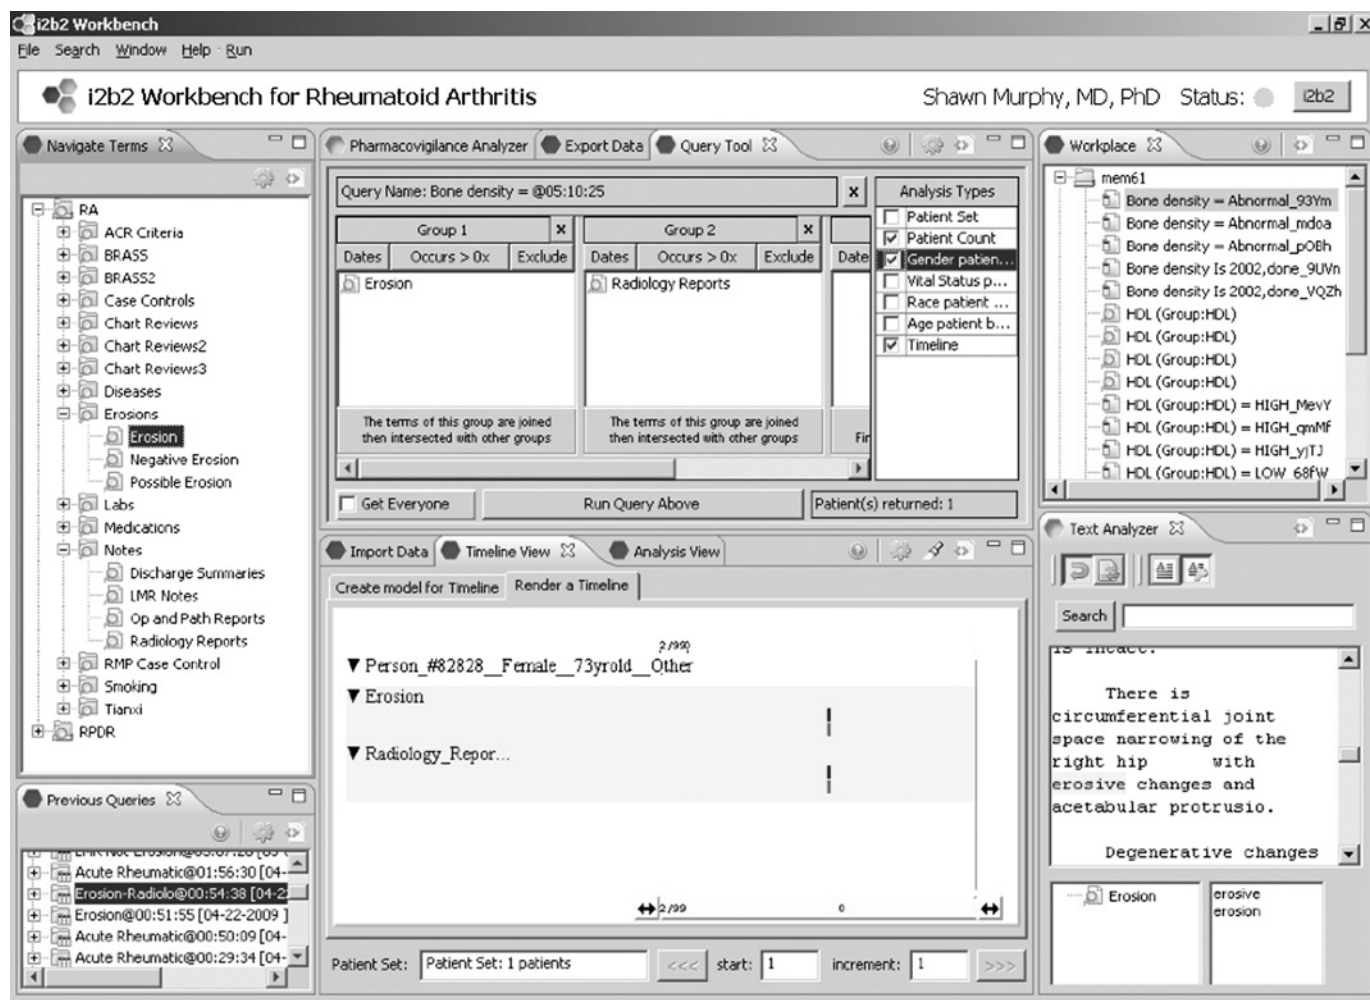 i2b2 Workbench
File Search Window Help Run
i2b2 Workbench for Rheumatoid Arthritis
Shawn Murphy, MD, PhD Status: i2b2
Navigate Terms
RA
ACR Criteria
BRASS
BRASS2
Case Controls
Chart Reviews
Chart Reviews2
Chart Reviews3
Diseases
Erosions
Erosion
Negative Erosion
Possible Erosion
Labs
Medications
Notes
Discharge Summaries
LMR Notes
Op and Path Reports
Radiology Reports
RMP Case Control
Smoking
Tianxi
RPDR
Previous Queries
Acute Rheumatic@01:56:30 [04-
Erosion-Radiolo@00:54:38 [04-2
Erosion@00:51:55 [04-22-2009 ]
Acute Rheumatic@00:50:09 [04-
Acute Rheumatic@00:29:34 [04-
Pharmacovigilance Analyzer Export Data Query Tool
Query Name: Bone density = @05:10:25 x
Group 1 x Group 2 x
Dates Occurs > 0x Exclude Dates Occurs > 0x Exclude Date
Erosion Radiology Reports
The terms of this group are joined The terms of this group are joined
then intersected with other groups then intersected with other groups Fir
Analysis Types
Patient Set
Patient Count
Gender patien...
Vital Status p...
Race patient ...
Age patient b...
Timeline
Get Everyone Run Query Above Patient(s) returned: 1
Import Data Timeline View Analysis View
Create model for Timeline Render a Timeline
2/99
Person_#82828__Female__73yrold__Other
Erosion
Radiology_Repor...
2/99 0
Patient Set: Patient Set: 1 patients <<< start: 1 increment: 1 >>>
Workplace
mem61
Bone density = Abnormal_93Ym
Bone density = Abnormal_mdoa
Bone density = Abnormal_pOBh
Bone density Is 2002,done_9UVn
Bone density Is 2002,done_VQZh
HDL (Group:HDL)
HDL (Group:HDL)
HDL (Group:HDL)
HDL (Group:HDL)
HDL (Group:HDL) = HIGH_MevY
HDL (Group:HDL) = HIGH_qmMf
HDL (Group:HDL) = HIGH_yjTJ
HDL (Group:HDL) = LOW_68fW
Text Analyzer
Search
is intact.
There is
circumferential joint
space narrowing of the
right hip with
erosive changes and
acetabular protrusio.
Degenerative changes
Erosion
erosive
erosion